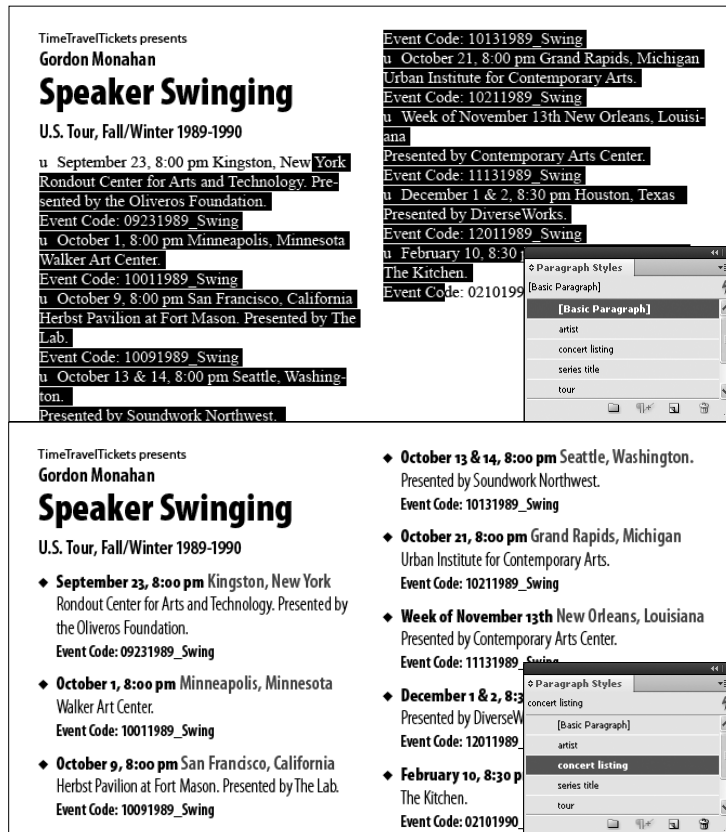 TimeTravelTickets presents
Gordon Monahan
Speaker Swinging
U.S. Tour, Fall/Winter 1989-1990
u September 23, 8:00 pm Kingston, New York
Rondout Center for Arts and Technology. Pre-
sented by the Oliveros Foundation.
Event Code: 09231989_Swing
u October 1, 8:00 pm Minneapolis, Minnesota
Walker Art Center.
Event Code: 10011989_Swing
u October 9, 8:00 pm San Francisco, California
Herbst Pavilion at Fort Mason. Presented by The
Lab.
Event Code: 10091989_Swing
u October 13 & 14, 8:00 pm Seattle, Washing-
ton.
Presented by Soundwork Northwest.
Event Code: 10131989_Swing
u October 21, 8:00 pm Grand Rapids, Michigan
Urban Institute for Contemporary Arts.
Event Code: 10211989_Swing
u Week of November 13th New Orleans, Louisi-
ana
Presented by Contemporary Arts Center.
Event Code: 11131989_Swing
u December 1 & 2, 8:30 pm Houston, Texas
Presented by DiverseWorks.
Event Code: 12011989_Swing
u February 10, 8:30
The Kitchen.
Event Code: 0210199
Paragraph Styles
[Basic Paragraph]
[Basic Paragraph]
artist
concert listing
series title
tour
TimeTravelTickets presents
Gordon Monahan
Speaker Swinging
U.S. Tour, Fall/Winter 1989-1990
◆ September 23, 8:00 pm Kingston, New York
Rondout Center for Arts and Technology. Presented by
the Oliveros Foundation.
Event Code: 09231989_Swing
◆ October 1, 8:00 pm Minneapolis, Minnesota
Walker Art Center.
Event Code: 10011989_Swing
◆ October 9, 8:00 pm San Francisco, California
Herbst Pavilion at Fort Mason. Presented by The Lab.
Event Code: 10091989_Swing
◆ October 13 & 14, 8:00 pm Seattle, Washington.
Presented by Soundwork Northwest.
Event Code: 10131989_Swing
◆ October 21, 8:00 pm Grand Rapids, Michigan
Urban Institute for Contemporary Arts.
Event Code: 10211989_Swing
◆ Week of November 13th New Orleans, Louisiana
Presented by Contemporary Arts Center.
Event Code: 11131989_Swing
◆ December 1 & 2, 8:3
Presented by DiverseW
Event Code: 12011989_
◆ February 10, 8:30 p
The Kitchen.
Event Code: 02101990_
Paragraph Styles
concert listing
[Basic Paragraph]
artist
concert listing
series title
tour